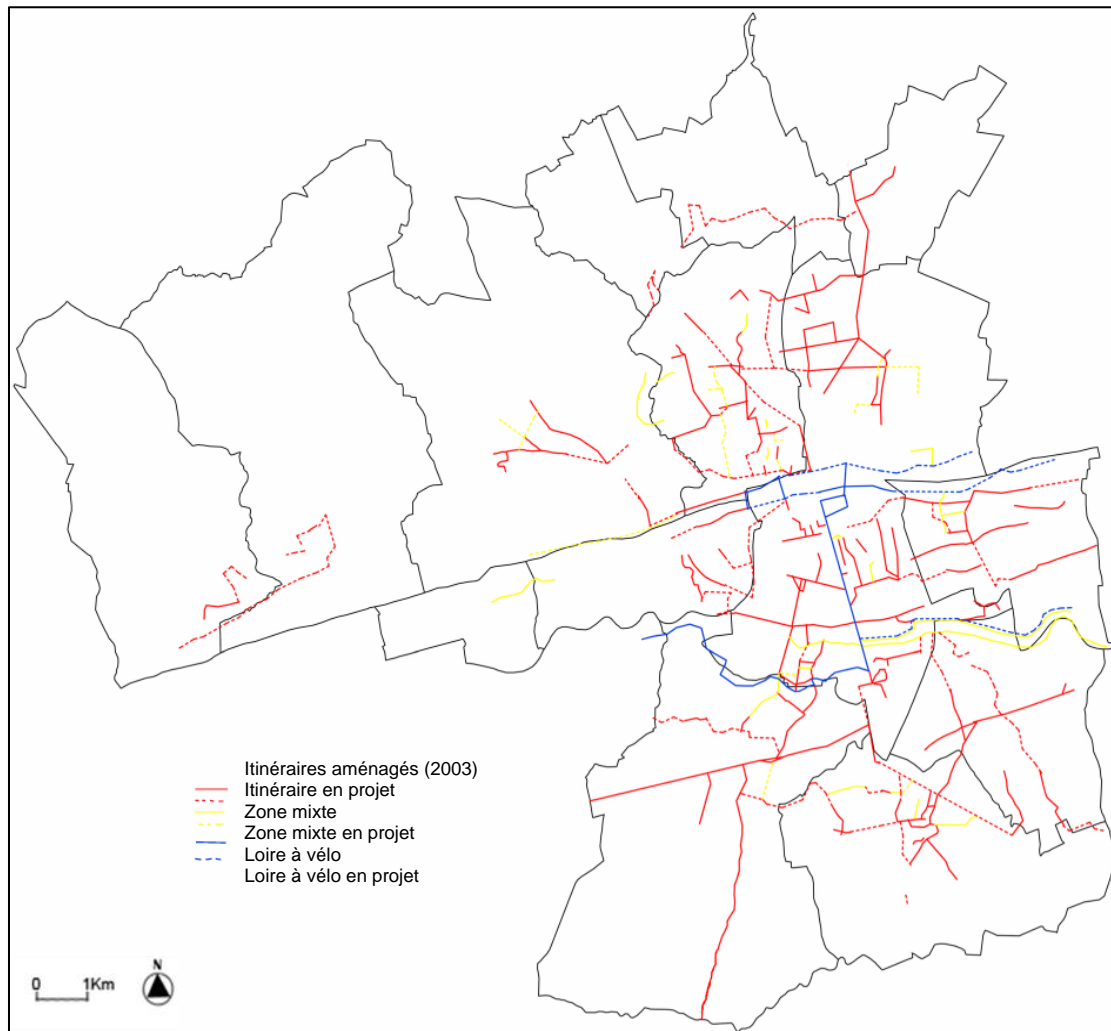 Itinéraires aménagés (2003)
Itinéraire en projet
Zone mixte
Zone mixte en projet
Loire à vélo
Loire à vélo en projet
N
0 1Km